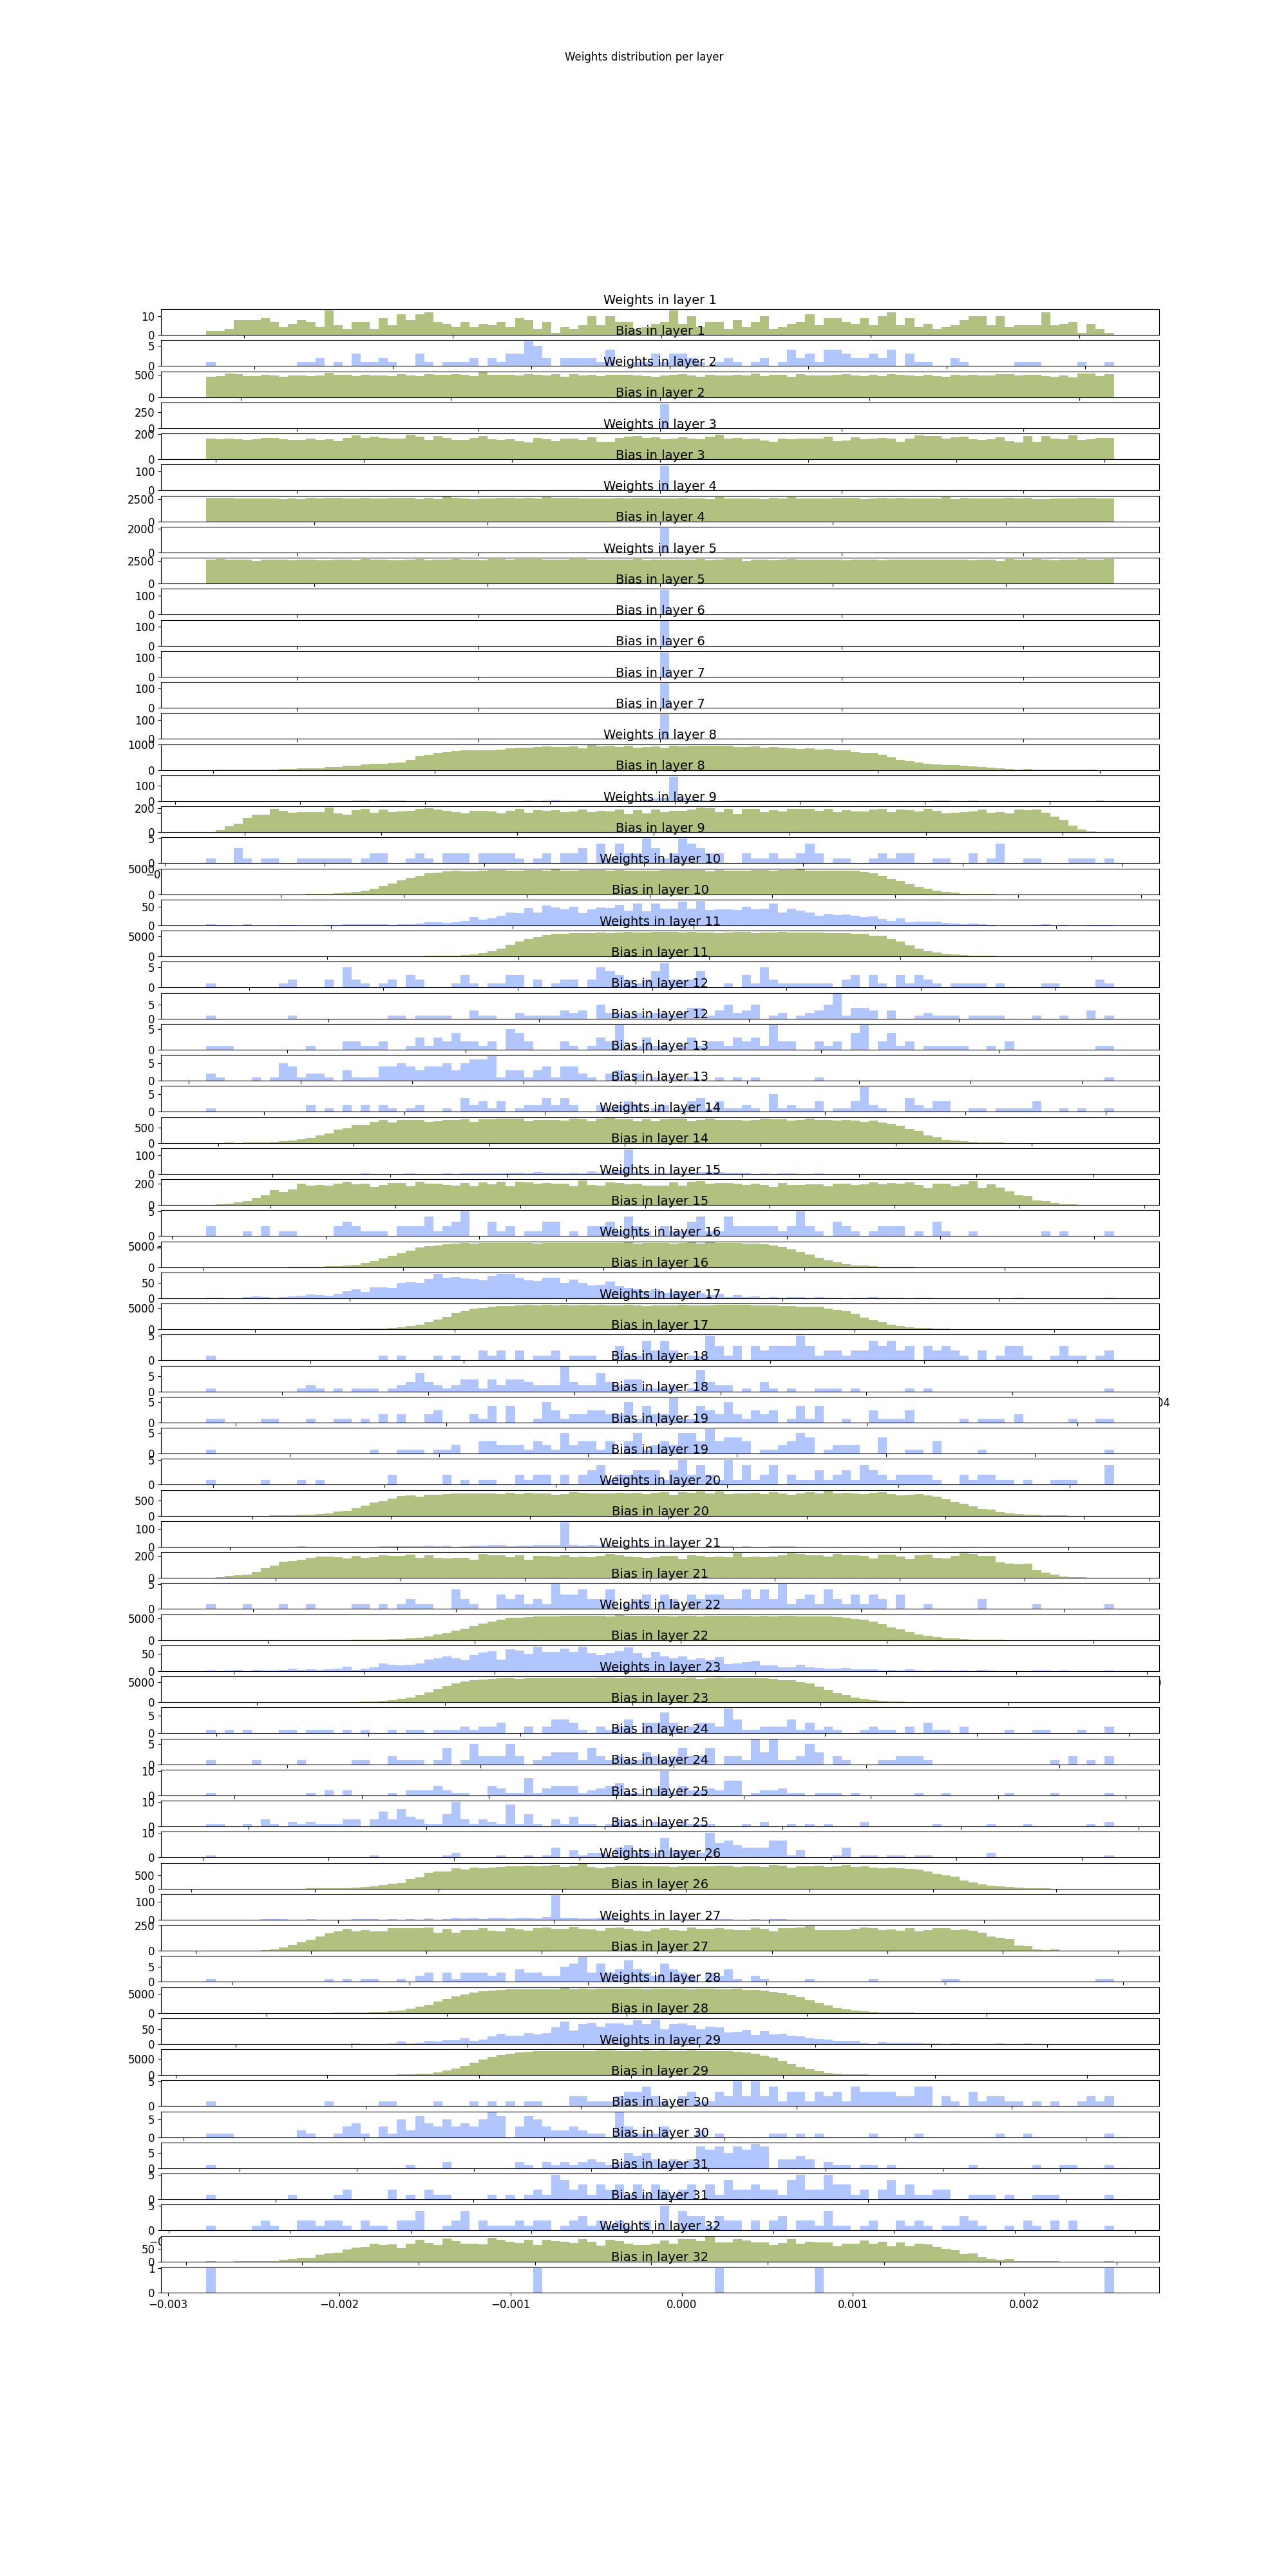 Weights distribution per layer
Weights in layer 1
10
0
Bias in layer 1
5
0
Weights in layer 2
500
0
Bias in layer 2
250
0
Weights in layer 3
200
0
Bias in layer 3
100
0
Weights in layer 4
2500
0
Bias in layer 4
2000
0
Weights in layer 5
2500
0
Bias in layer 5
100
0
Bias in layer 6
100
0
Bias in layer 6
100
0
Bias in layer 7
100
0
Bias in layer 7
100
0
Weights in layer 8
1000
0
Bias in layer 8
100
0
Weights in layer 9
200
0
Bias in layer 9
5
0
Weights in layer 10
5000
0
Bias in layer 10
50
0
Weights in layer 11
5000
0
Bias in layer 11
5
0
Bias in layer 12
5
0
Bias in layer 12
5
0
Bias in layer 13
5
0
Bias in layer 13
5
0
Weights in layer 14
500
0
Bias in layer 14
100
0
Weights in layer 15
200
0
Bias in layer 15
5
0
Weights in layer 16
5000
0
Bias in layer 16
50
0
Weights in layer 17
5000
0
Bias in layer 17
5
0
Bias in layer 18
5
0
Bias in layer 18
5
0
Bias in layer 19
5
0
Bias in layer 19
5
0
Weights in layer 20
500
0
Bias in layer 20
100
0
Weights in layer 21
200
0
Bias in layer 21
5
0
Weights in layer 22
5000
0
Bias in layer 22
50
0
Weights in layer 23
5000
0
Bias in layer 23
5
0
Bias in layer 24
5
0
Bias in layer 24
10
0
Bias in layer 25
10
0
Bias in layer 25
10
0
Weights in layer 26
500
0
Bias in layer 26
100
0
Weights in layer 27
250
0
Bias in layer 27
5
0
Weights in layer 28
5000
0
Bias in layer 28
50
0
Weights in layer 29
5000
0
Bias in layer 29
5
0
Bias in layer 30
5
0
Bias in layer 30
5
0
Bias in layer 31
5
0
Bias in layer 31
5
0
Weights in layer 32
50
0
Bias in layer 32
1
0
−0.003 −0.002 −0.001 0.000 0.001 0.002